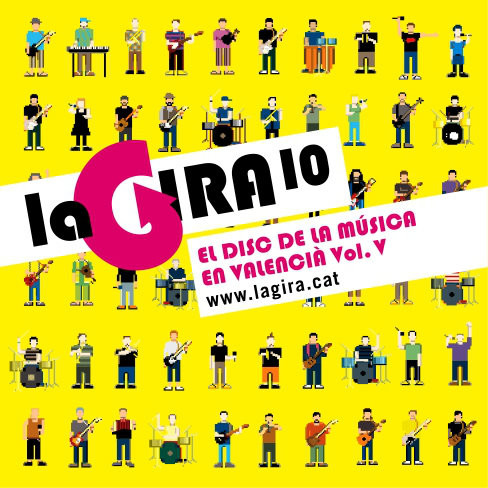 laGIRA10
EL DISC DE LA MÚSICA
EN VALENCIÀ Vol. V
www.lagira.cat